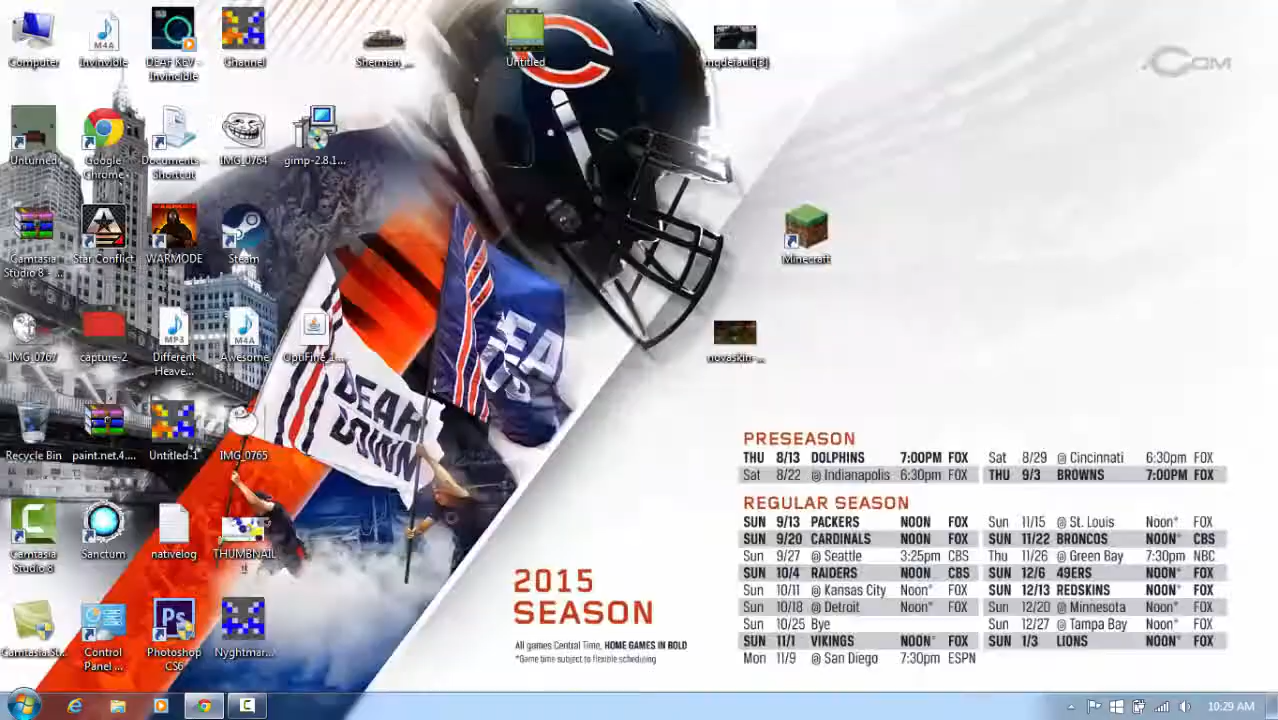 .COM
Computer
Invinvible
DEAF KEV - Invincible
Channel
Sherman_...
Untitled
mqdefault[3]
Unturned
Google Chrome
Documents - Shortcut
IMG_0764
gimp-2.8.1...
Camtasia Studio 8 - ...
Star Conflict
WARMODE
Steam
Minecraft
IMG_0767
capture-2
Different Heave...
Awesome
OptiFine_1...
novaskin-...
BEAR
DOWN
Recycle Bin
paint.net.4....
Untitled-1
IMG_0765
Camtasia Studio 8
Sanctum
nativelog
THUMBNAIL 1
CamtasiaSt...
Control Panel ...
Photoshop CS6
Nyghtmar...
2015
SEASON
All games Central Time, HOME GAMES IN BOLD
*Game time subject to flexible scheduling
PRESEASON
THU 8/13 DOLPHINS 7:00PM FOX
Sat 8/22 @ Indianapolis 6:30pm FOX
Sat 8/29 @ Cincinnati 6:30pm FOX
THU 9/3 BROWNS 7:00PM FOX
REGULAR SEASON
SUN 9/13 PACKERS NOON FOX
SUN 9/20 CARDINALS NOON FOX
Sun 9/27 @ Seattle 3:25pm CBS
SUN 10/4 RAIDERS NOON CBS
Sun 10/11 @ Kansas City Noon* FOX
Sun 10/18 @ Detroit Noon* FOX
Sun 10/25 Bye
SUN 11/1 VIKINGS NOON* FOX
Mon 11/9 @ San Diego 7:30pm ESPN
Sun 11/15 @ St. Louis Noon* FOX
SUN 11/22 BRONCOS NOON* CBS
Thu 11/26 @ Green Bay 7:30pm NBC
SUN 12/6 49ERS NOON* FOX
SUN 12/13 REDSKINS NOON* FOX
Sun 12/20 @ Minnesota Noon* FOX
Sun 12/27 @ Tampa Bay Noon* FOX
SUN 1/3 LIONS NOON* FOX
10:29 AM